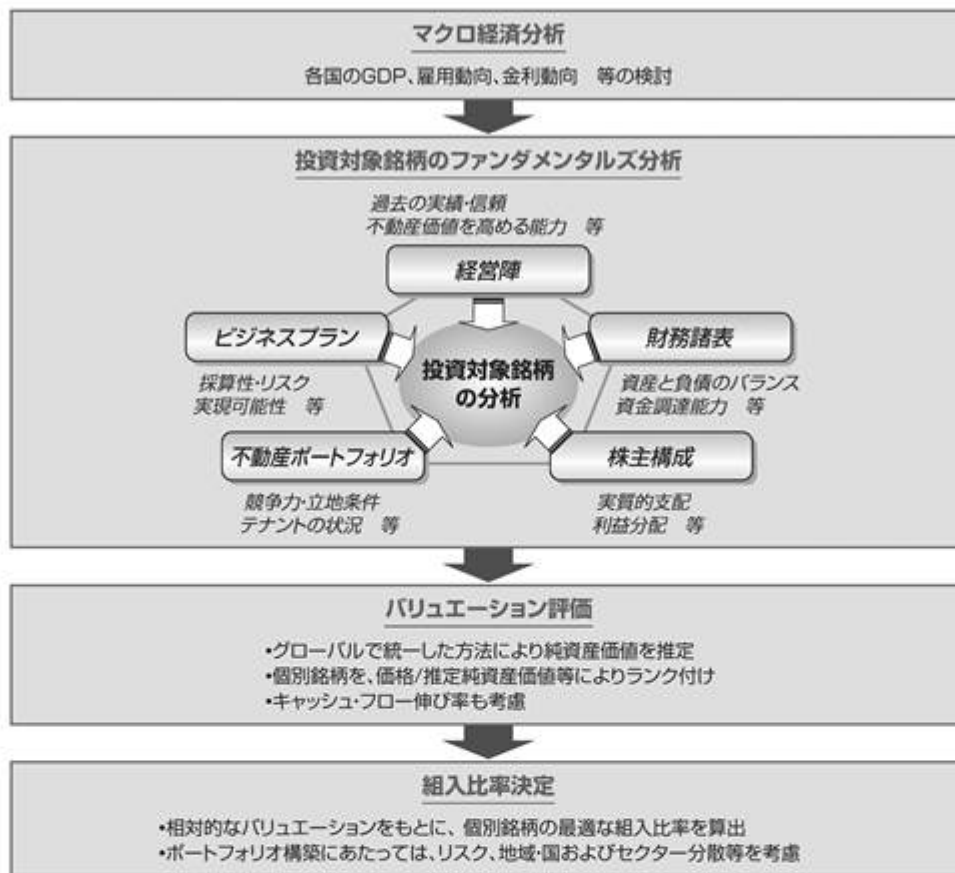 マクロ経済分析
各国のGDP、雇用動向、金利動向　等の検討
投資対象銘柄のファンダメンタルズ分析
過去の実績･信頼
不動産価値を高める能力　等
経営陣
ビジネスプラン
採算性･リスク
実現可能性　等
財務諸表
資産と負債のバランス
資金調達能力　等
投資対象銘柄
の分析
不動産ポートフォリオ
競争力･立地条件
テナントの状況　等
株主構成
実質的支配
利益分配　等
バリュエーション評価
•グローバルで統一した方法により純資産価値を推定
•個別銘柄を、価格/推定純資産価値等によりランク付け
•キャッシュ･フロー伸び率も考慮
組入比率決定
•相対的なバリュエーションをもとに、個別銘柄の最適な組入比率を算出
•ポートフォリオ構築にあたっては、リスク、地域･国およびセクター分散等を考慮